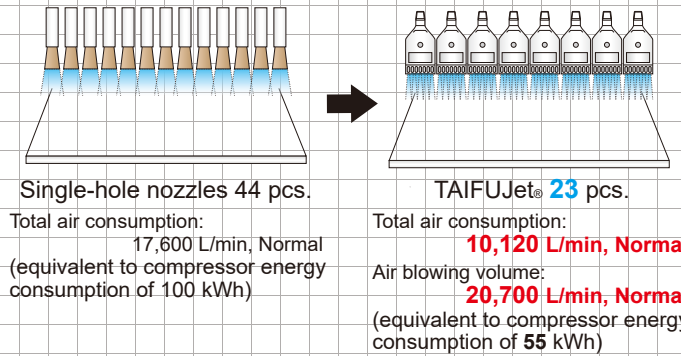 Single-hole nozzles 44 pcs.
Total air consumption:
17,600 L/min, Normal
(equivalent to compressor energy
consumption of 100 kWh)
TAIFUJet® 23 pcs.
Total air consumption:
10,120 L/min, Norma
Air blowing volume:
20,700 L/min, Norma
(equivalent to compressor energy
consumption of 55 kWh)